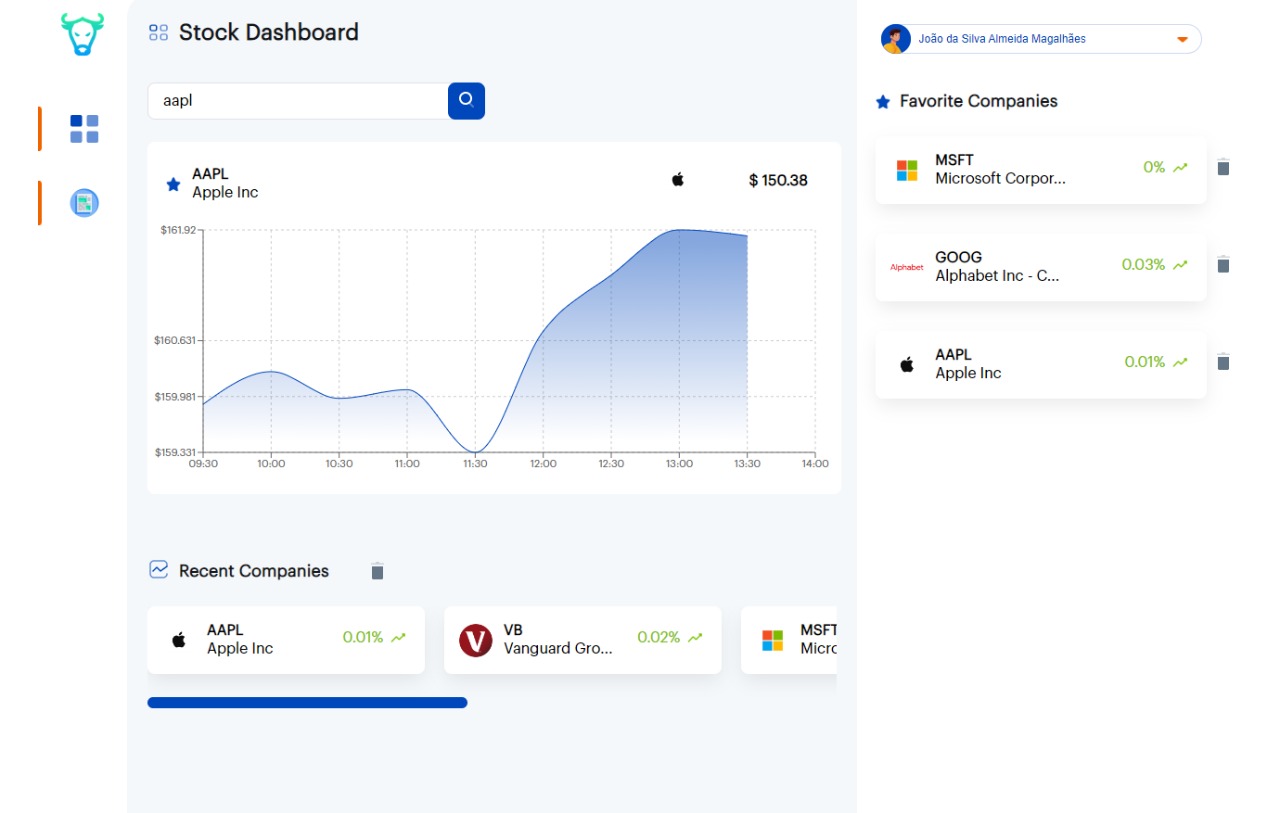 Stock Dashboard
aapl
AAPL
Apple Inc
$ 150.38
$161.92
$160.631
$159.981
$159.331
09:30 10:00 10:30 11:00 11:30 12:00 12:30 13:00 13:30 14:00
Recent Companies
AAPL
Apple Inc
0.01%
VB
Vanguard Gro...
0.02%
MSFT
Micro
João da Silva Almeida Magalhães
Favorite Companies
MSFT
Microsoft Corpor...
0%
Alphabet
GOOG
Alphabet Inc - C...
0.03%
AAPL
Apple Inc
0.01%